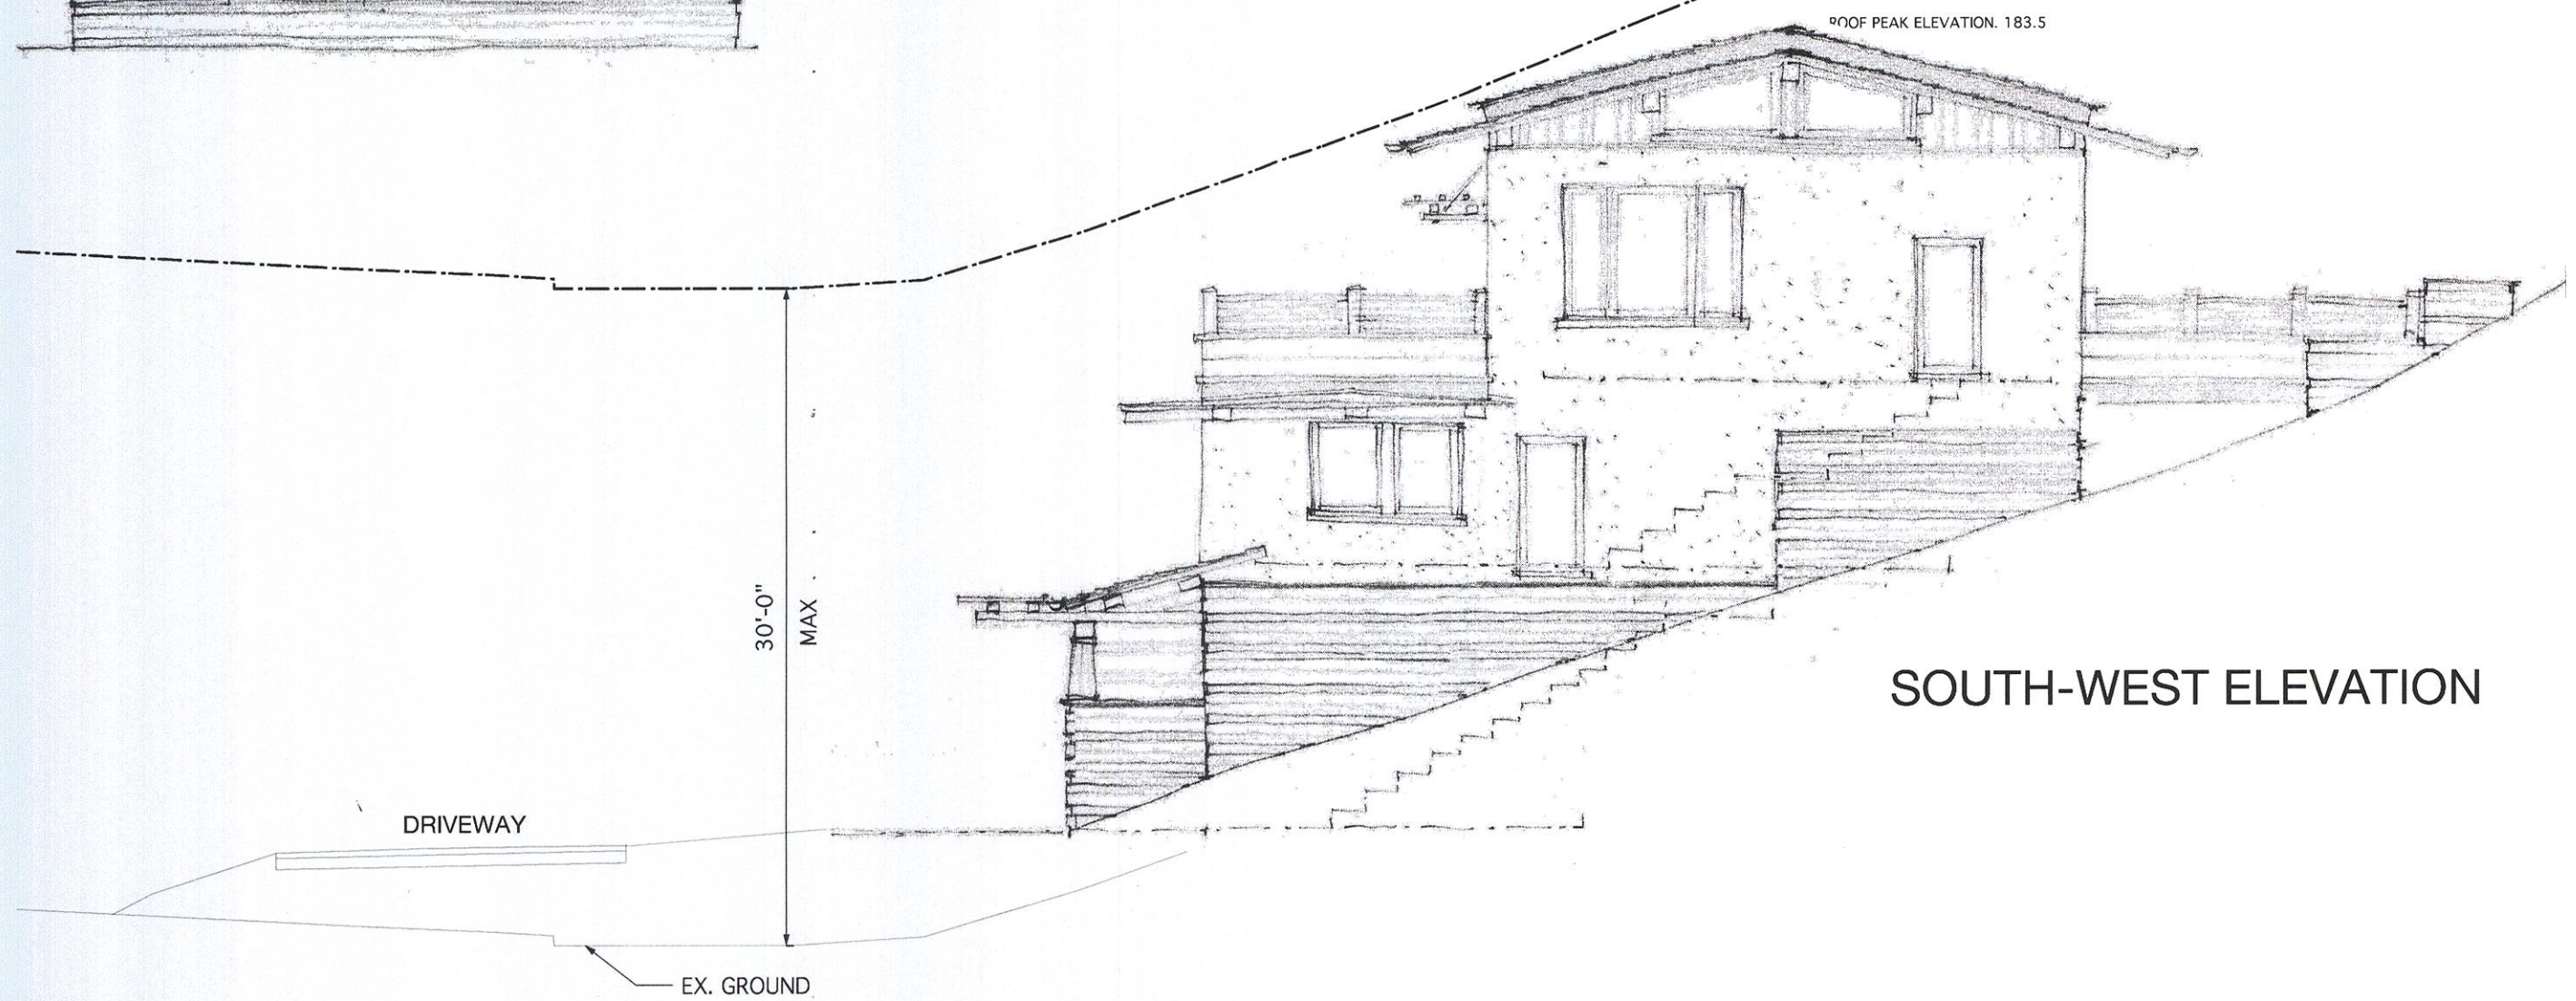 ROOF PEAK ELEVATION. 183.5
30'-0"
MAX
SOUTH-WEST ELEVATION
DRIVEWAY
EX. GROUND